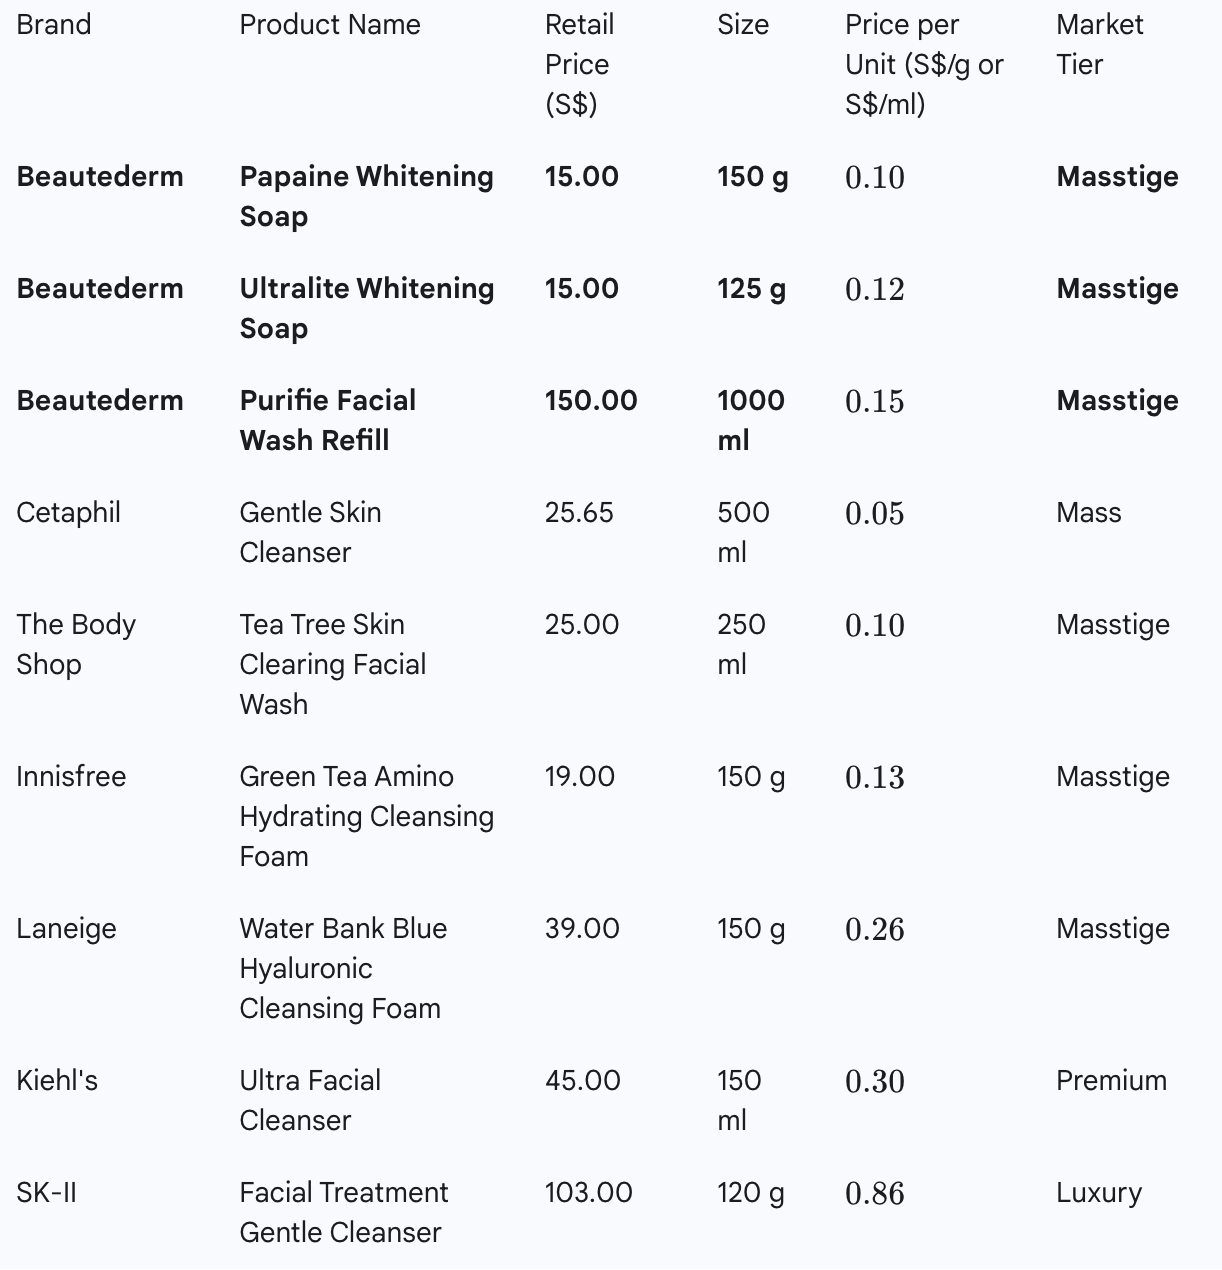 Brand Product Name Retail Price (S$) Size Price per Unit (S$/g or S$/ml) Market Tier
Beautederm Papaine Whitening Soap 15.00 150 g 0.10 Masstige
Beautederm Ultralite Whitening Soap 15.00 125 g 0.12 Masstige
Beautederm Purifie Facial Wash Refill 150.00 1000 ml 0.15 Masstige
Cetaphil Gentle Skin Cleanser 25.65 500 ml 0.05 Mass
The Body Shop Tea Tree Skin Clearing Facial Wash 25.00 250 ml 0.10 Masstige
Innisfree Green Tea Amino Hydrating Cleansing Foam 19.00 150 g 0.13 Masstige
Laneige Water Bank Blue Hyaluronic Cleansing Foam 39.00 150 g 0.26 Masstige
Kiehl's Ultra Facial Cleanser 45.00 150 ml 0.30 Premium
SK-II Facial Treatment Gentle Cleanser 103.00 120 g 0.86 Luxury